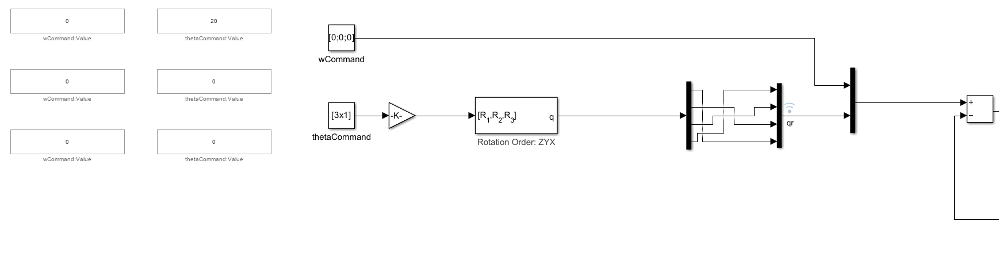 0
wCommand:Value
20
thetaCommand:Value
0
wCommand:Value
0
thetaCommand:Value
0
wCommand:Value
0
thetaCommand:Value
[0;0;0]
wCommand
[3x1]
thetaCommand
-K-
[R1,R2,R3]
q
Rotation Order: ZYX
qr
+
−